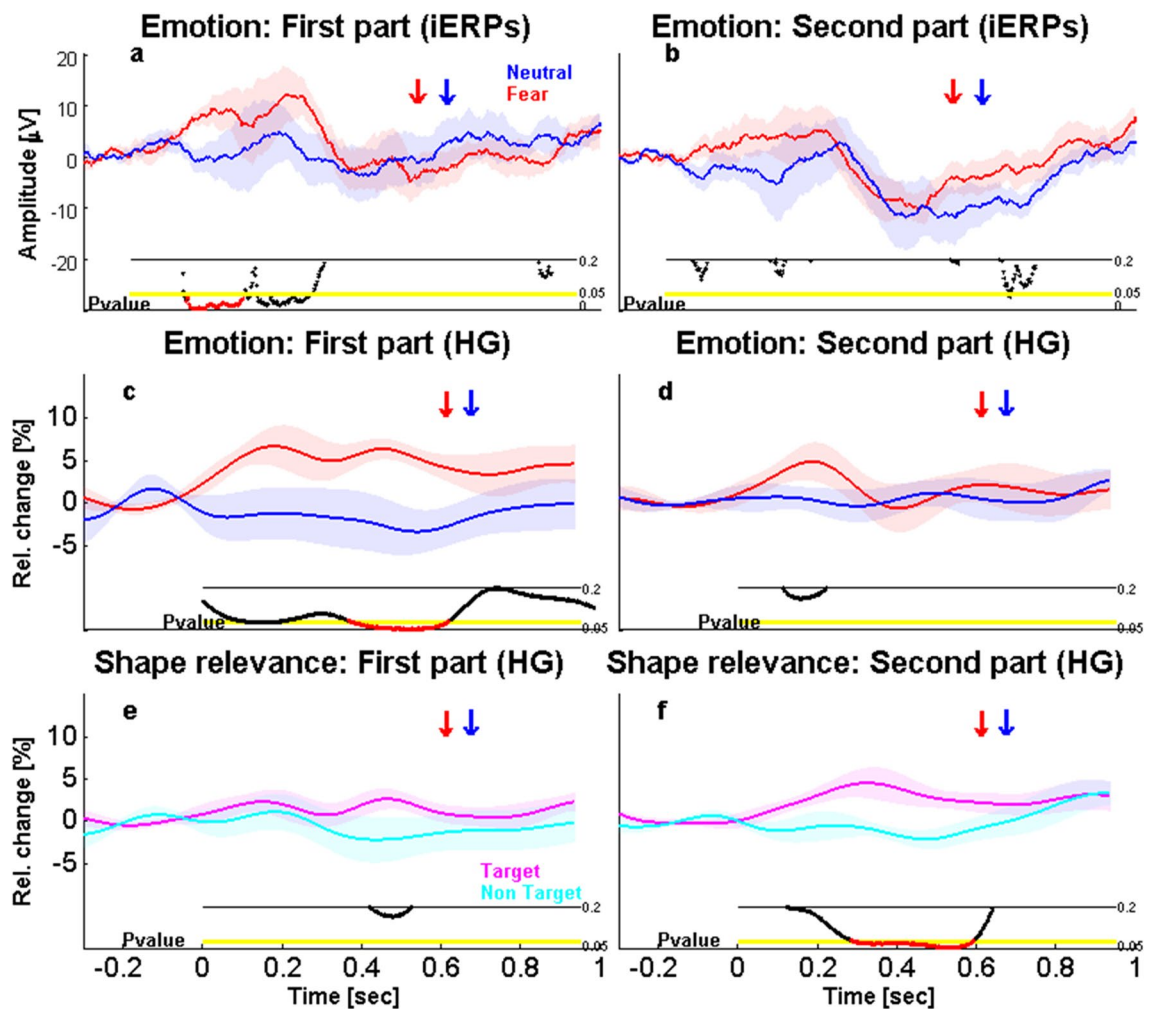 Emotion: First part (iERPs)
Emotion: Second part (iERPs)
a
b
Neutral
Fear
Amplitude [µV]
20
10
0
-10
-20
0.2
0.05
0
Pvalue
0.2
0.05
0
Pvalue
Emotion: First part (HG)
Emotion: Second part (HG)
c
d
Rel. change [%]
10
5
0
-5
0.2
0.05
Pvalue
0.2
0.05
Pvalue
Shape relevance: First part (HG)
Shape relevance: Second part (HG)
e
f
Rel. change [%]
10
5
0
-5
Target
Non Target
0.2
0.05
Pvalue
0.2
0.05
Pvalue
-0.2 0 0.2 0.4 0.6 0.8 1
-0.2 0 0.2 0.4 0.6 0.8 1
Time [sec]
Time [sec]